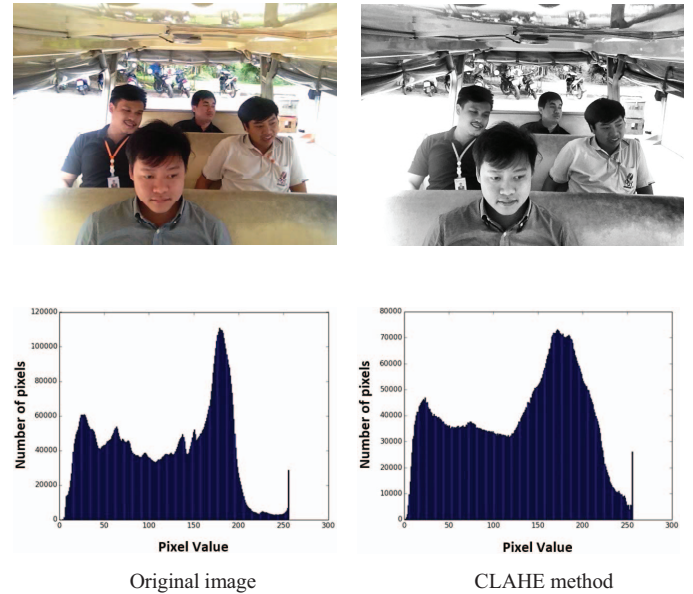 120000
100000
80000
60000
40000
20000
0
0 50 100 150 200 250 300
Number of pixels
Pixel Value
80000
70000
60000
50000
40000
30000
20000
10000
0
0 50 100 150 200 250 300
Number of pixels
Pixel Value
Original image
CLAHE method